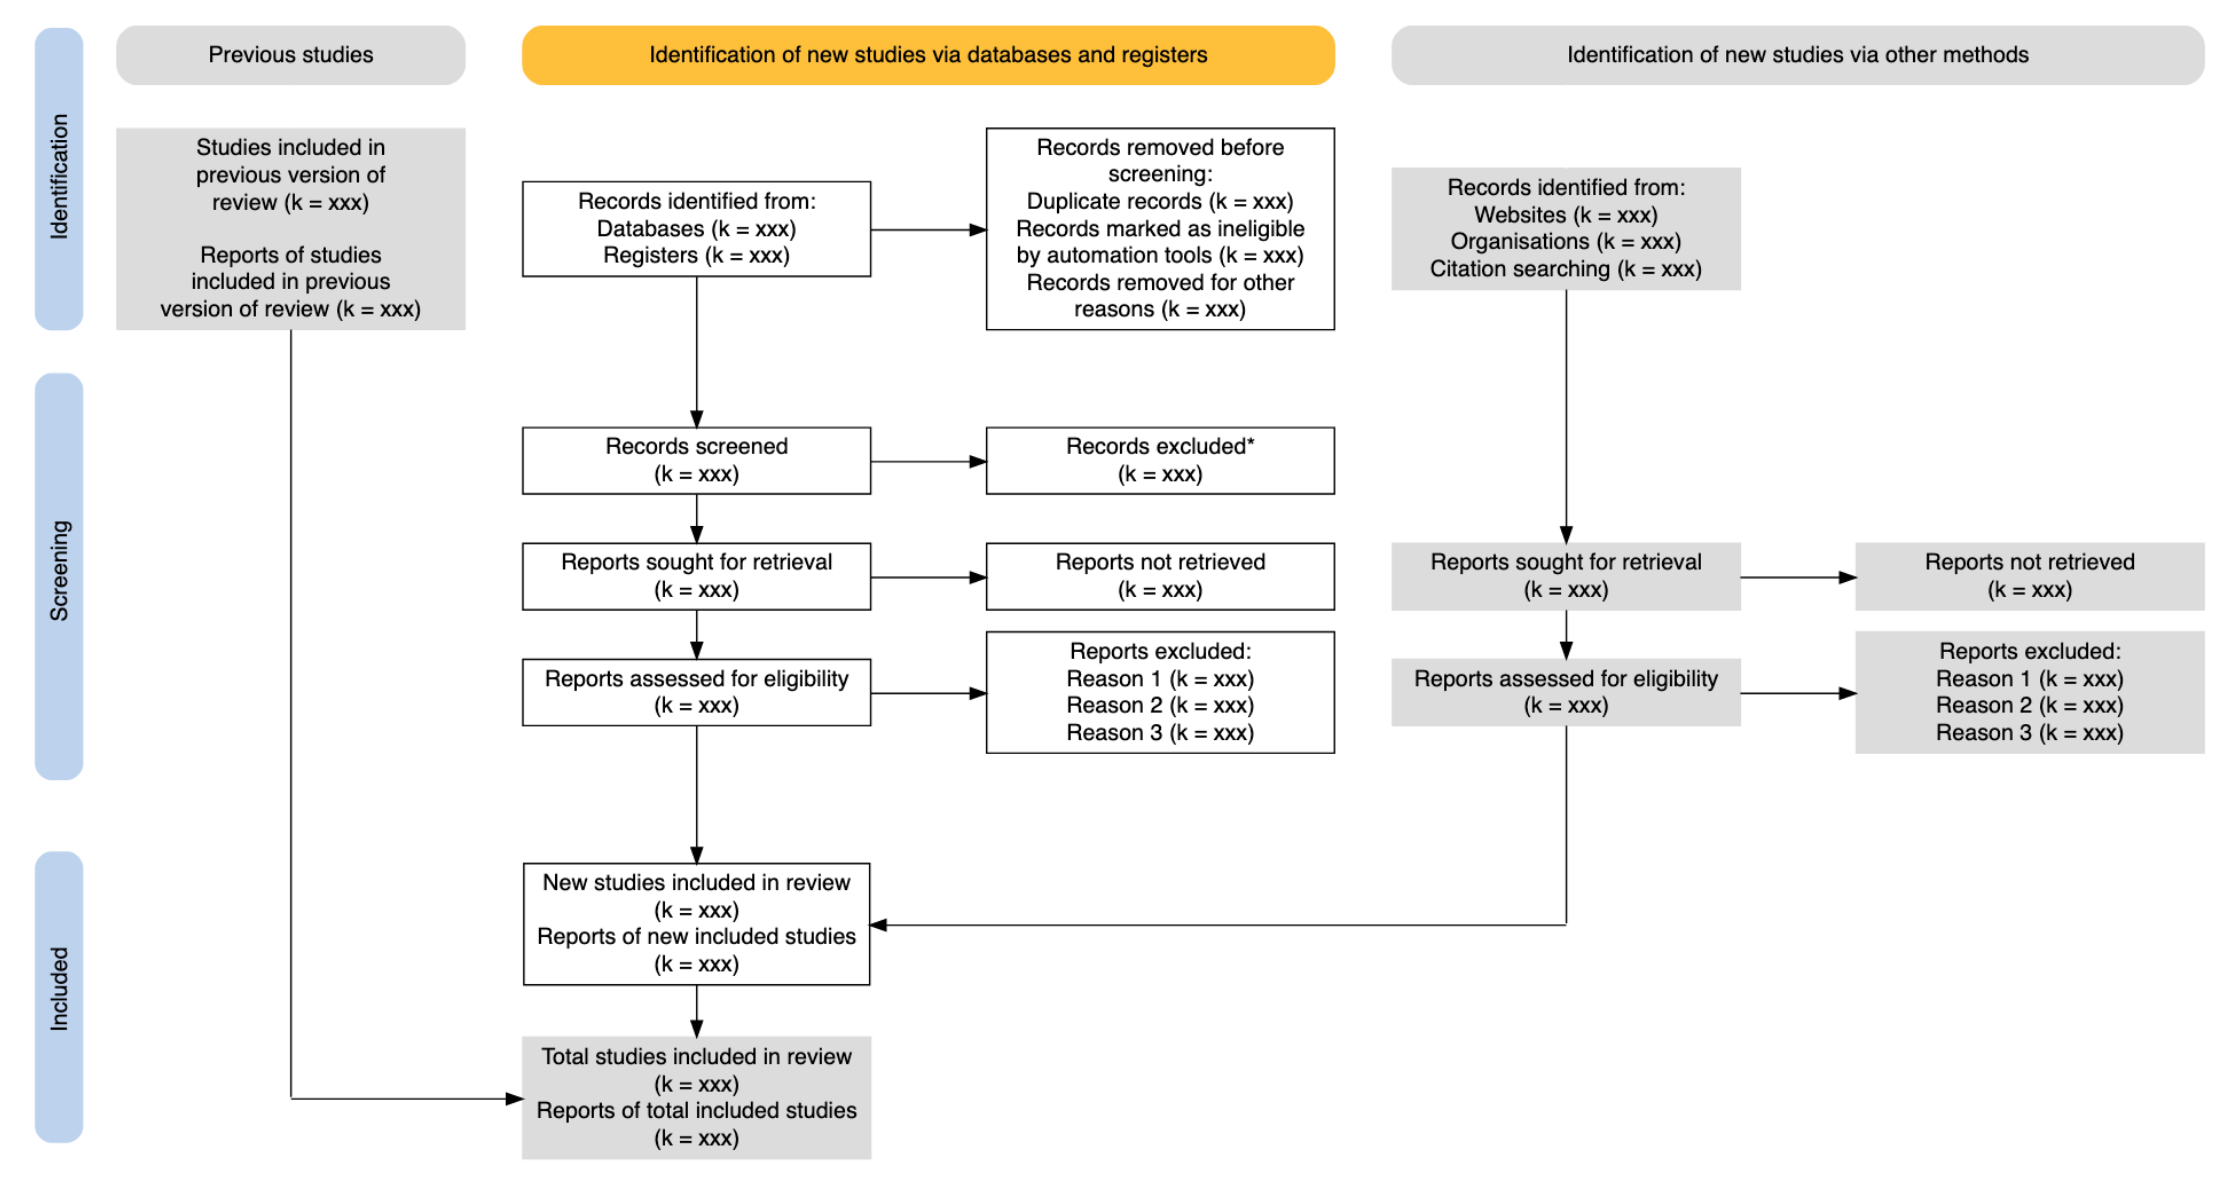 Previous studies
Identification of new studies via databases and registers
Identification of new studies via other methods
Identification
Studies included in
previous version of
review (k = xxx)
Reports of studies
included in previous
version of review (k = xxx)
Records identified from:
Databases (k = xxx)
Registers (k = xxx)
Records removed before
screening:
Duplicate records (k = xxx)
Records marked as ineligible
by automation tools (k = xxx)
Records removed for other
reasons (k = xxx)
Records identified from:
Websites (k = xxx)
Organisations (k = xxx)
Citation searching (k = xxx)
Screening
Records screened
(k = xxx)
Records excluded*
(k = xxx)
Reports sought for retrieval
(k = xxx)
Reports not retrieved
(k = xxx)
Reports sought for retrieval
(k = xxx)
Reports not retrieved
(k = xxx)
Reports assessed for eligibility
(k = xxx)
Reports excluded:
Reason 1 (k = xxx)
Reason 2 (k = xxx)
Reason 3 (k = xxx)
Reports assessed for eligibility
(k = xxx)
Reports excluded:
Reason 1 (k = xxx)
Reason 2 (k = xxx)
Reason 3 (k = xxx)
Included
New studies included in review
(k = xxx)
Reports of new included studies
(k = xxx)
Total studies included in review
(k = xxx)
Reports of total included studies
(k = xxx)